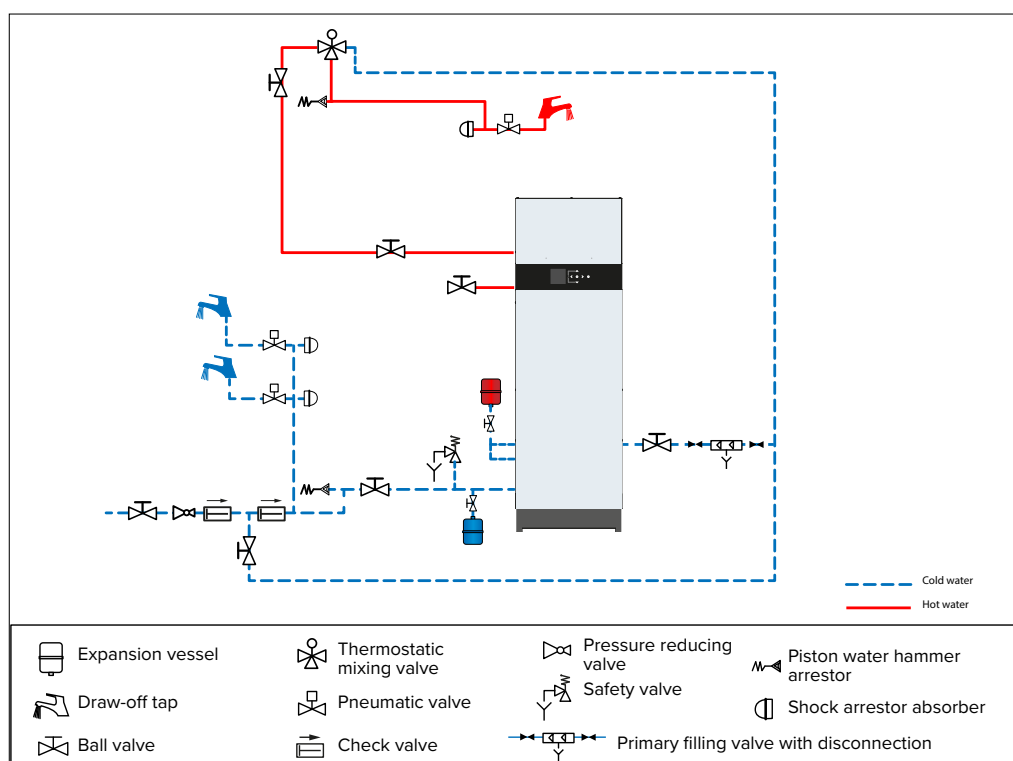 Cold water
Hot water
Expansion vessel
Thermostatic
mixing valve
Pressure reducing
valve
Piston water hammer
arrestor
Draw-off tap
Pneumatic valve
Safety valve
Shock arrestor absorber
Ball valve
Check valve
Primary filling valve with disconnection